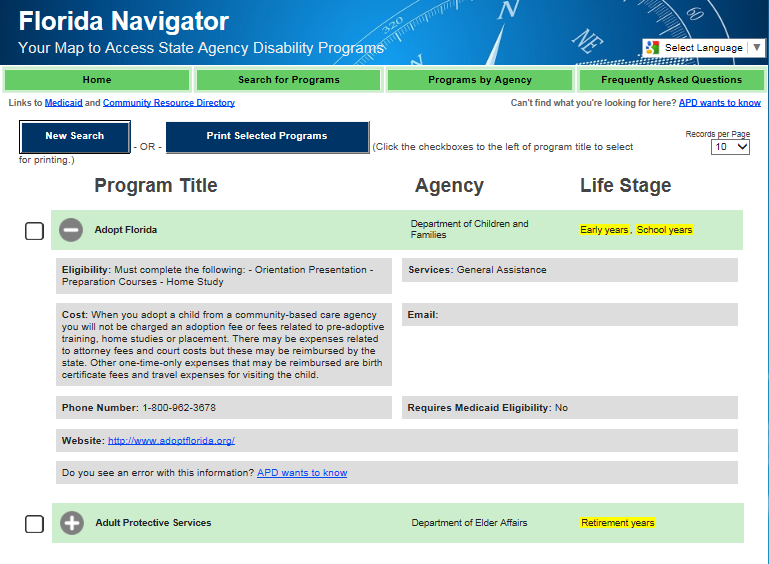 Florida Navigator
Your Map to Access State Agency Disability Programs
320
N
NE
60
Select Language ▼
Home
Search for Programs
Programs by Agency
Frequently Asked Questions
Links to Medicaid and Community Resource Directory
Can't find what you're looking for here? APD wants to know
New Search
- OR -
Print Selected Programs
(Click the checkboxes to the left of program title to select
for printing.)
Records per Page
10
Program Title
Agency
Life Stage
Adopt Florida
Department of Children and
Families
Early years, School years
Eligibility: Must complete the following: - Orientation Presentation -
Preparation Courses - Home Study
Services: General Assistance
Cost: When you adopt a child from a community-based care agency
you will not be charged an adoption fee or fees related to pre-adoptive
training, home studies or placement. There may be expenses related
to attorney fees and court costs but these may be reimbursed by the
state. Other one-time-only expenses that may be reimbursed are birth
certificate fees and travel expenses for visiting the child.
Email:
Phone Number: 1-800-962-3678
Requires Medicaid Eligibility: No
Website: http://www.adoptflorida.org/
Do you see an error with this information? APD wants to know
Adult Protective Services
Department of Elder Affairs
Retirement years